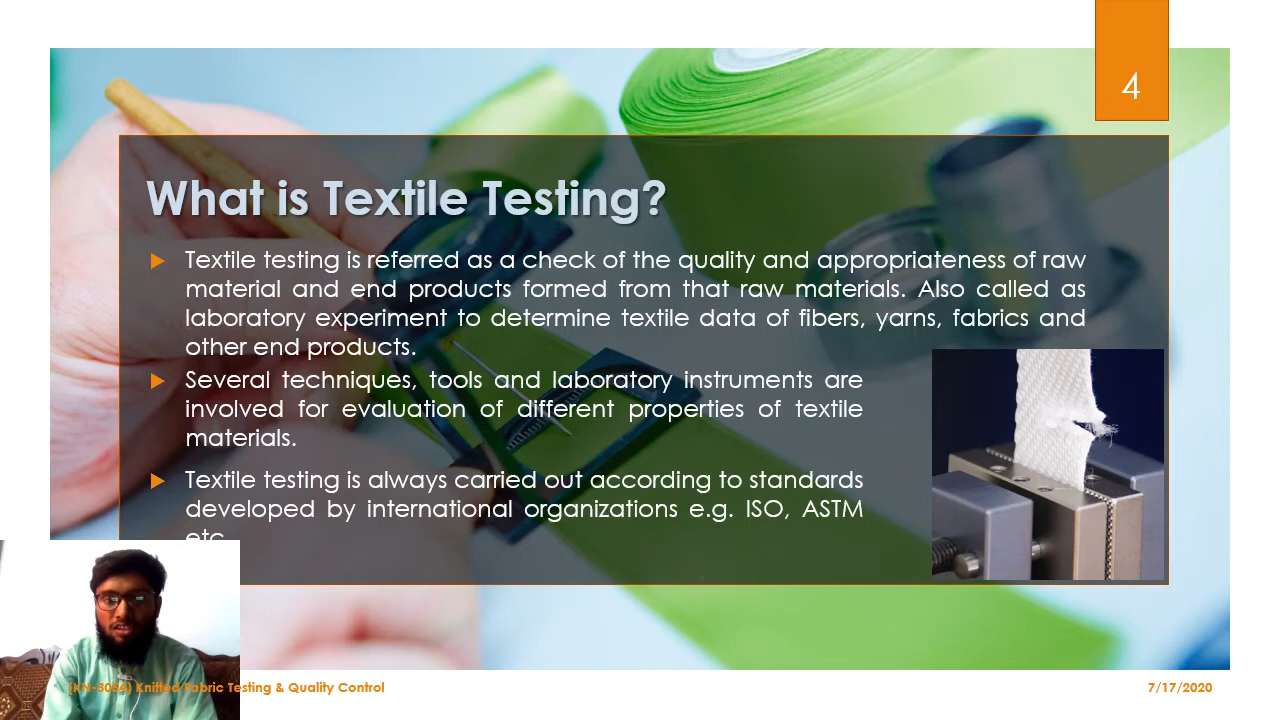 4
What is Textile Testing?
Textile testing is referred as a check of the quality and appropriateness of raw
material and end products formed from that raw materials. Also called as
laboratory experiment to determine textile data of fibers, yarns, fabrics and
other end products.
Several techniques, tools and laboratory instruments are
involved for evaluation of different properties of textile
materials.
Textile testing is always carried out according to standards
developed by international organizations e.g. ISO, ASTM
etc
Knitted Fabric Testing & Quality Control
7/17/2020